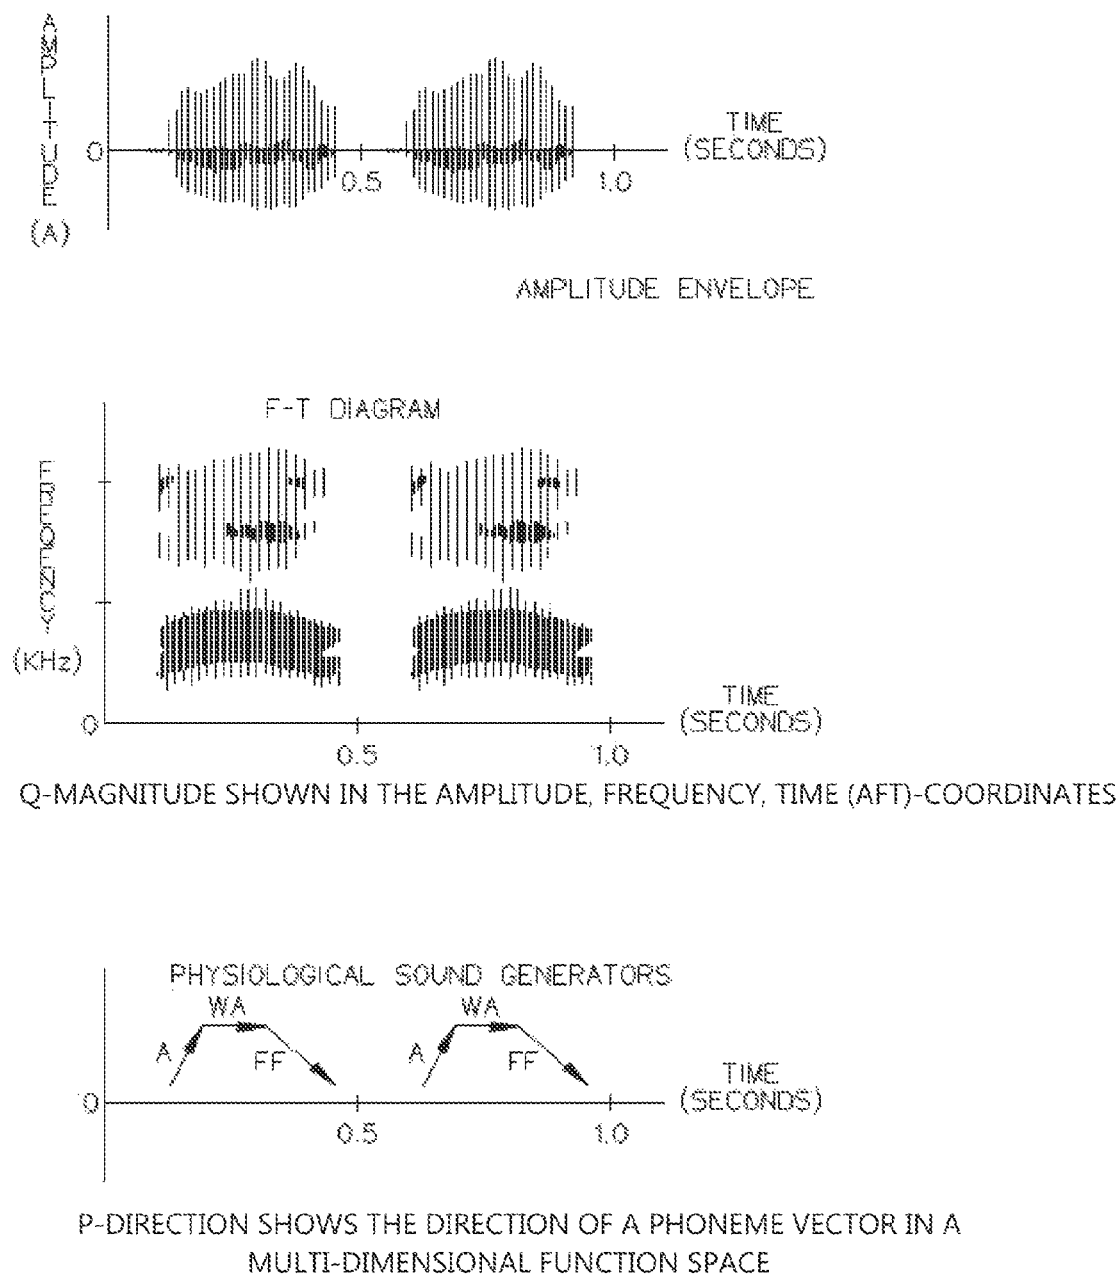 AMPLITUDE
(A)
0
0.5
1.0
TIME
(SECONDS)
AMPLITUDE ENVELOPE
F-T DIAGRAM
FREQUENCY
(KHz)
0
0.5
1.0
TIME
(SECONDS)
Q-MAGNITUDE SHOWN IN THE AMPLITUDE, FREQUENCY, TIME (AFT)-COORDINATES
PHYSIOLOGICAL SOUND GENERATORS
WA
WA
A
FF
A
FF
TIME
(SECONDS)
0
0.5
1.0
P-DIRECTION SHOWS THE DIRECTION OF A PHONEME VECTOR IN A
MULTI-DIMENSIONAL FUNCTION SPACE